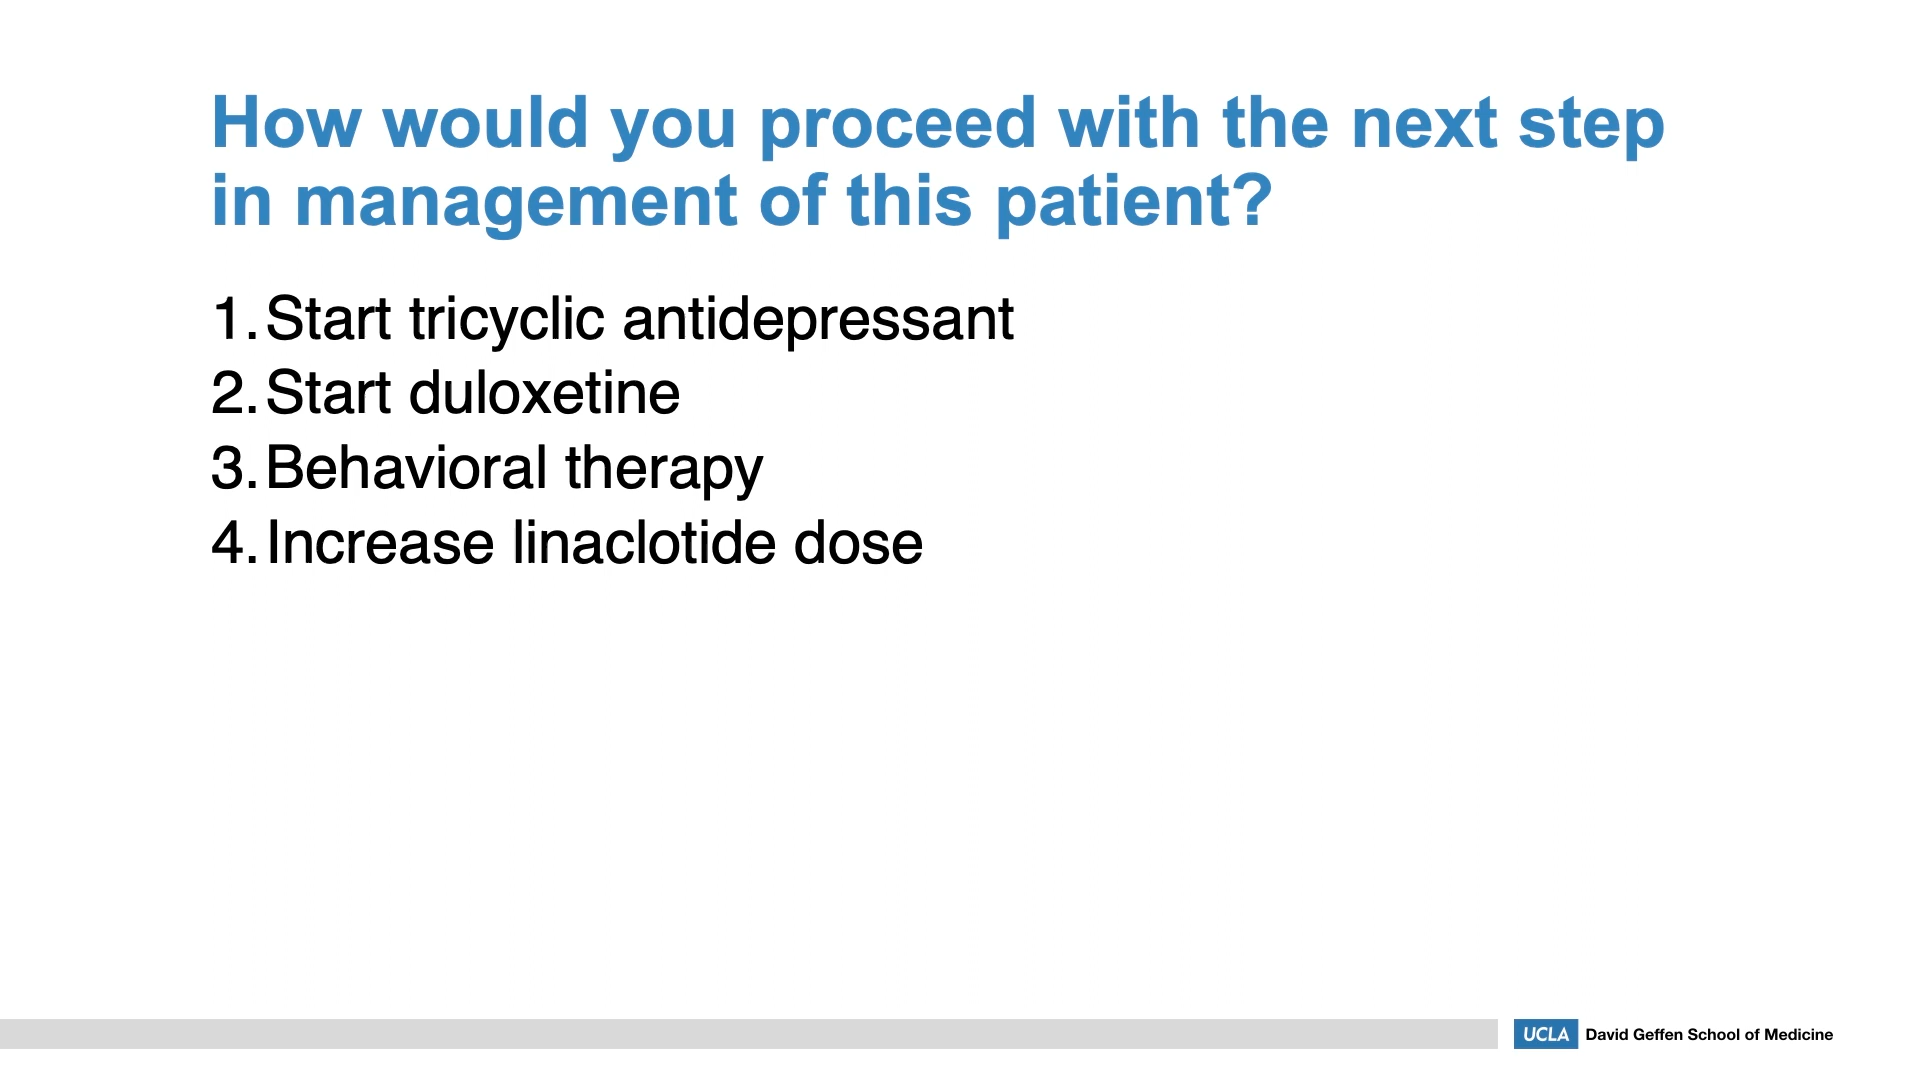 How would you proceed with the next step
in management of this patient?
1. Start tricyclic antidepressant
2. Start duloxetine
3. Behavioral therapy
4. Increase linaclotide dose
UCLA David Geffen School of Medicine